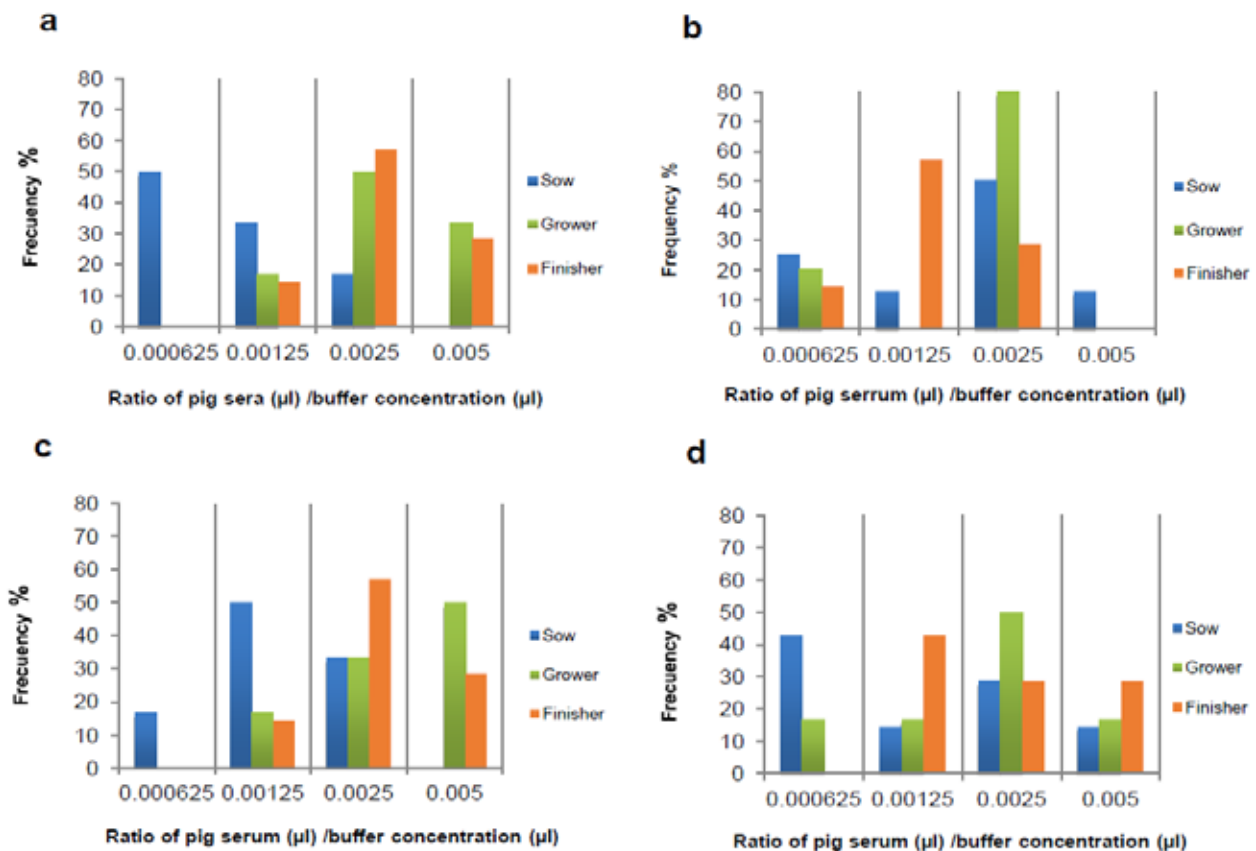 a
80
70
60
50
40
30
20
10
0
Frecuency %
0.000625 0.00125 0.0025 0.005
Ratio of pig sera (µl) /buffer concentration (µl)
Sow
Grower
Finisher
b
80
70
60
50
40
30
20
10
0
Frequency %
0.000625 0.00125 0.0025 0.005
Ratio of pig serrum (µl) /buffer concentration (µl)
Sow
Grower
Finisher
c
80
70
60
50
40
30
20
10
0
Frecuency %
0.000625 0.00125 0.0025 0.005
Ratio of pig serum (µl) /buffer concentration (µl)
Sow
Grower
Finisher
d
80
70
60
50
40
30
20
10
0
Frecuency %
0.000625 0.00125 0.0025 0.005
Ratio of pig serum (µl) /buffer concentration (µl)
Sow
Grower
Finisher